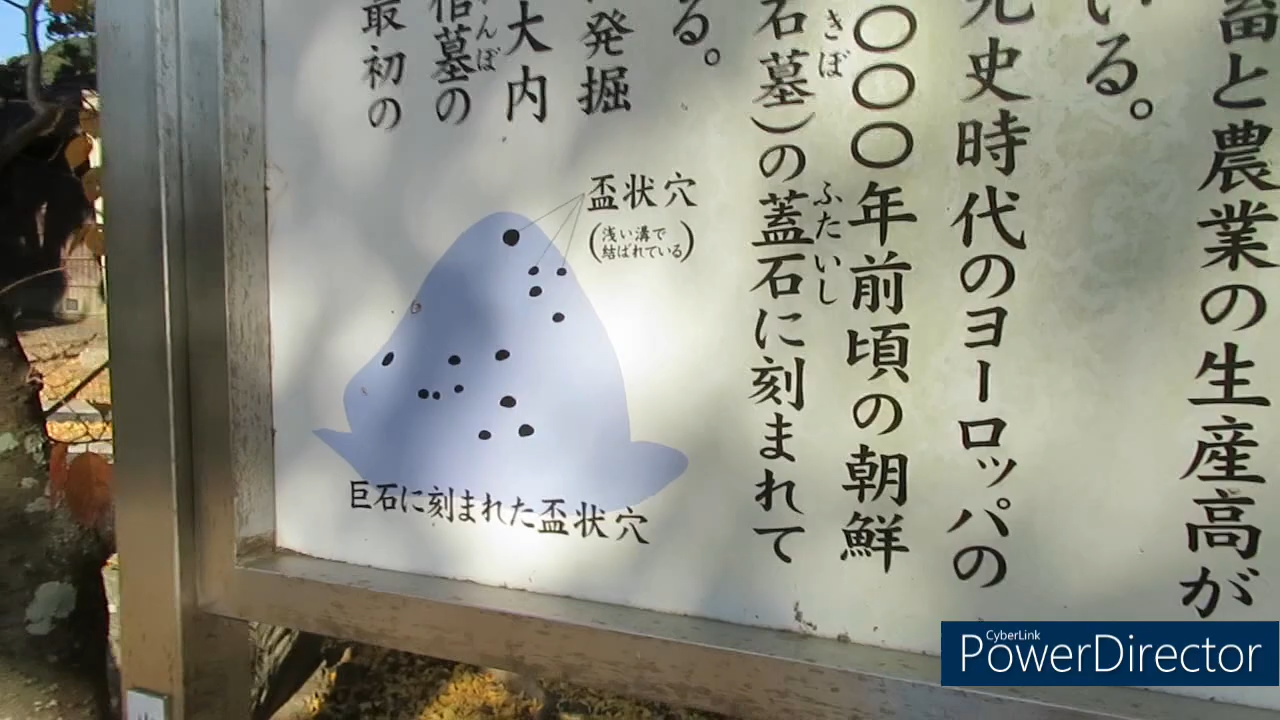 畜と農業の生産高が
いる。
元史時代のヨーロッパの
〇〇〇年前頃の朝鮮
きぼ
石墓)の蓋石に刻まれて
ふたいし
る。
発掘
大内
んぼ
墓の
最初の
盃状穴
(浅い溝で
結ばれている)
巨石に刻まれた盃状穴
CyberLink
PowerDirector